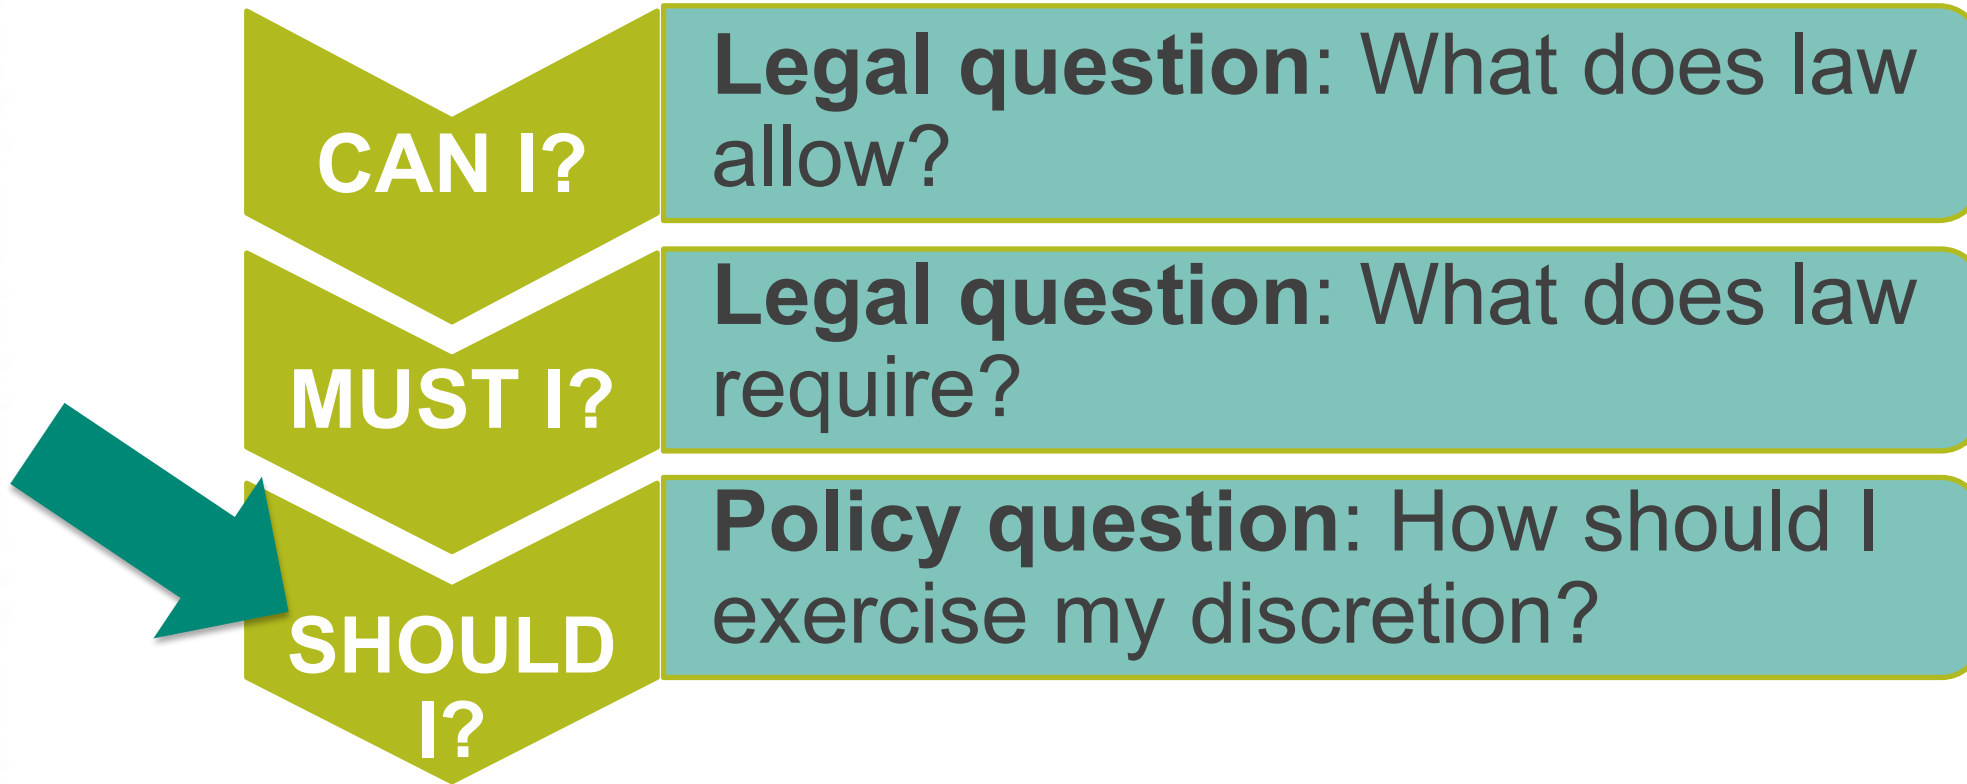 CAN I?
Legal question: What does law
allow?
MUST I?
Legal question: What does law
require?
SHOULD
I?
Policy question: How should I
exercise my discretion?